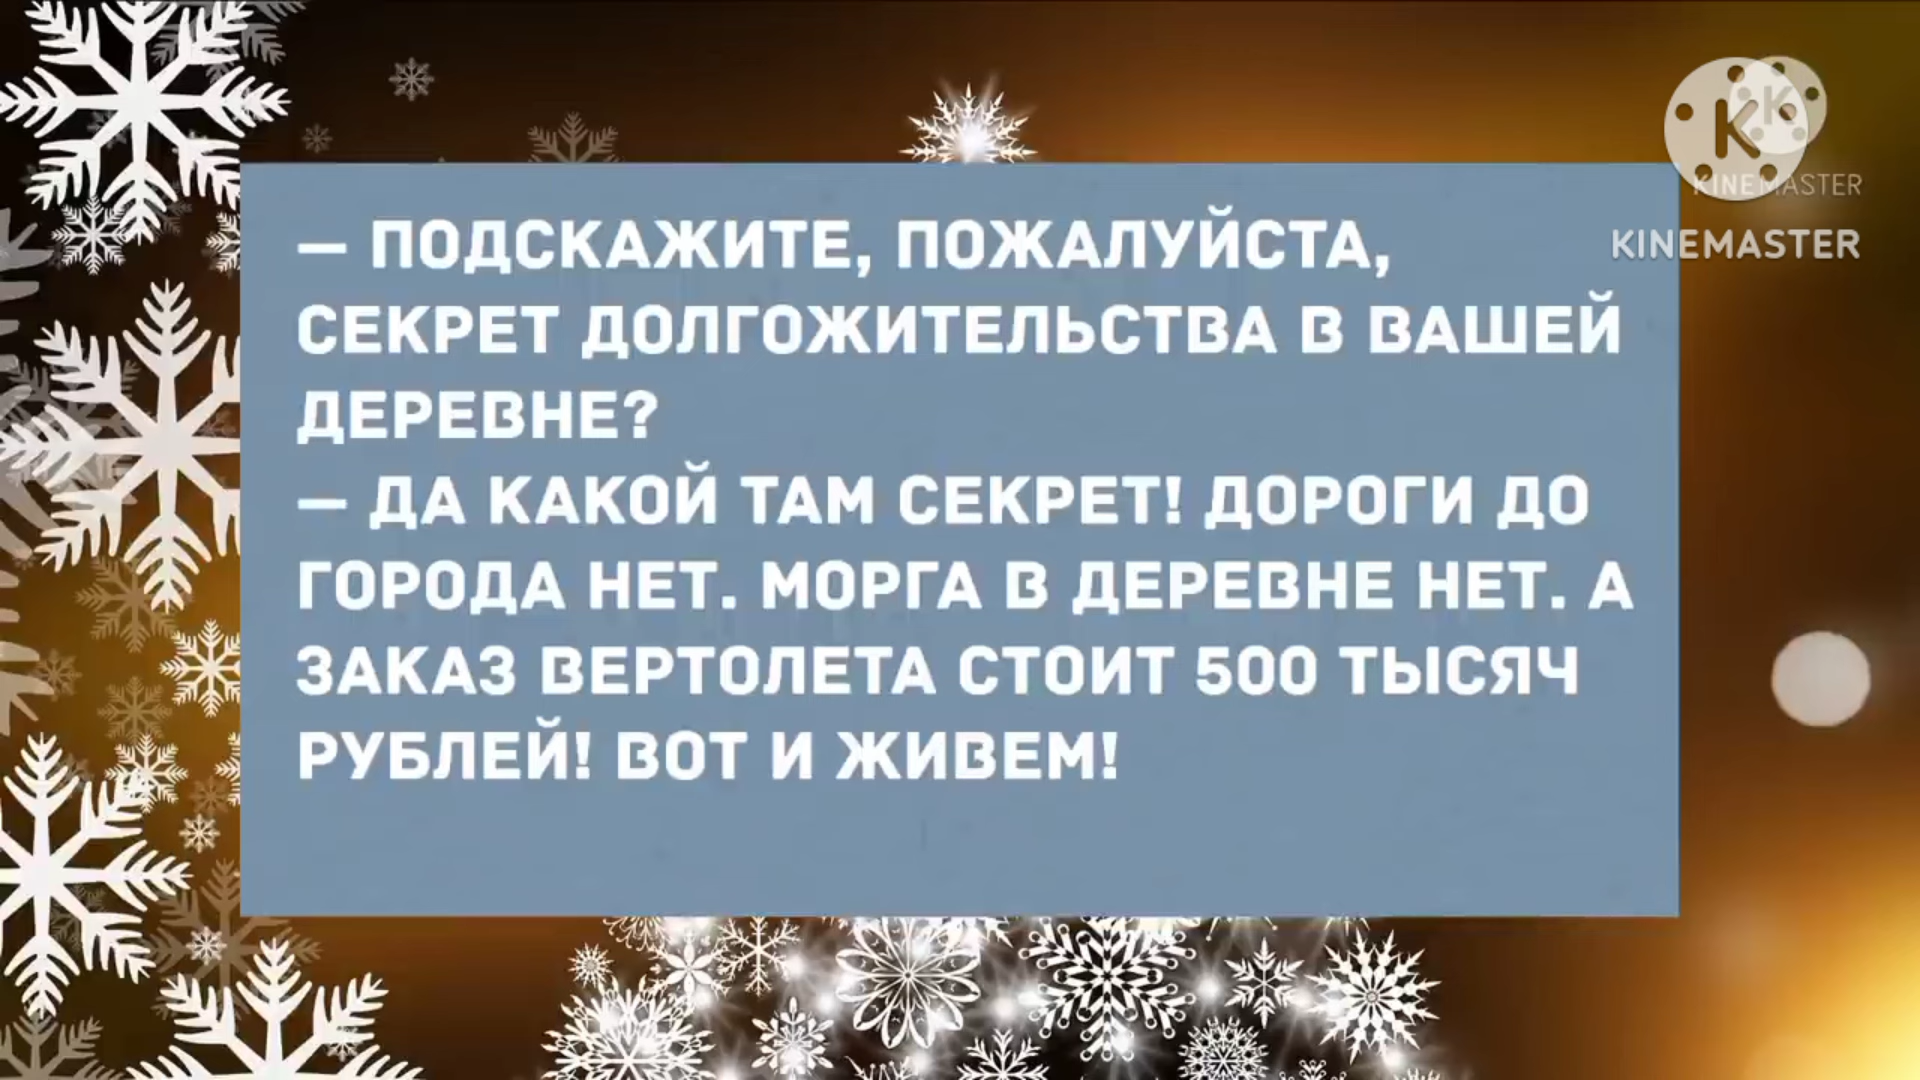 — ПОДСКАЖИТЕ, ПОЖАЛУЙСТА,
СЕКРЕТ ДОЛГОЖИТЕЛЬСТВА В ВАШЕЙ
ДЕРЕВНЕ?
— ДА КАКОЙ ТАМ СЕКРЕТ! ДОРОГИ ДО
ГОРОДА НЕТ. МОРГА В ДЕРЕВНЕ НЕТ. А
ЗАКАЗ ВЕРТОЛЕТА СТОИТ 500 ТЫСЯЧ
РУБЛЕЙ! ВОТ И ЖИВЕМ!
K
K
KINEMASTER
KINEMASTER